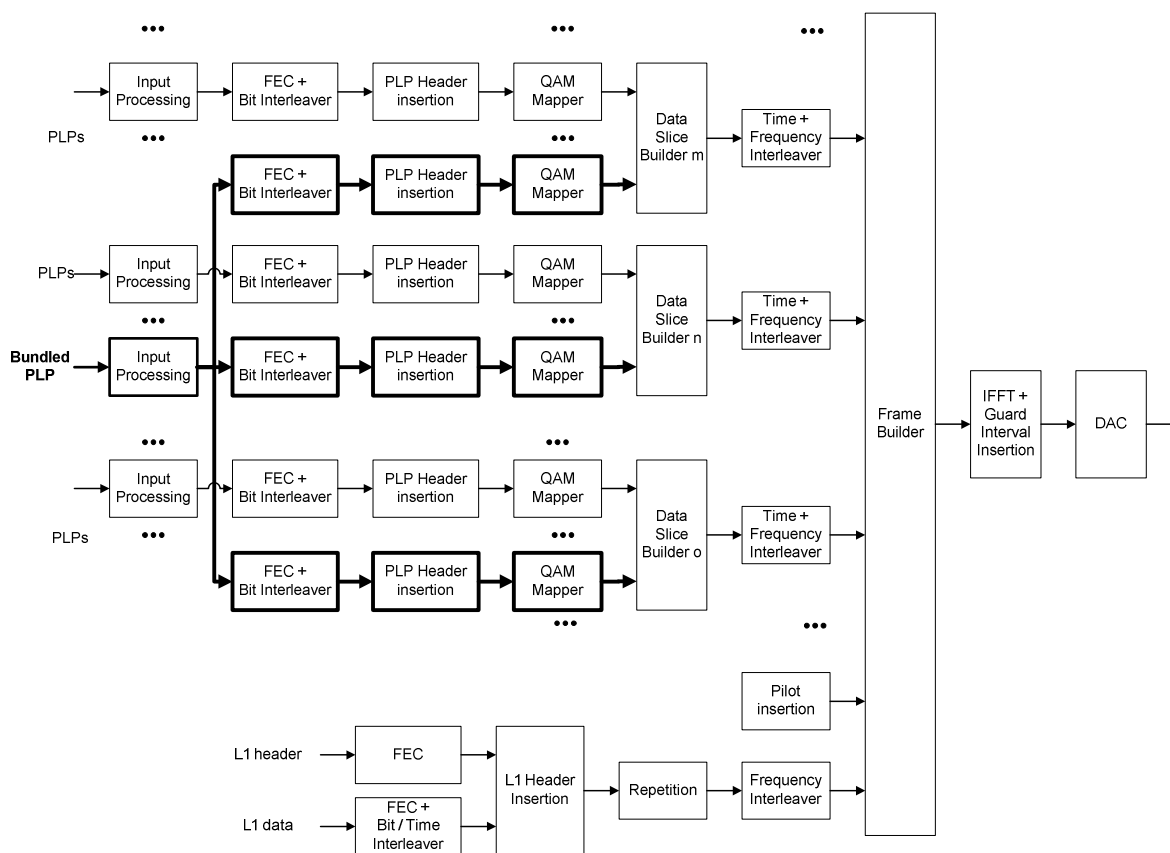 •••
•••
•••
Input
Processing
FEC +
Bit Interleaver
PLP Header
insertion
QAM
Mapper
PLPs
•••
•••
Data
Slice
Builder m
Time +
Frequency
Interleaver
FEC +
Bit Interleaver
PLP Header
insertion
QAM
Mapper
PLPs
Input
Processing
FEC +
Bit Interleaver
PLP Header
insertion
QAM
Mapper
•••
•••
Data
Slice
Builder n
Time +
Frequency
Interleaver
Bundled
PLP
Input
Processing
FEC +
Bit Interleaver
PLP Header
insertion
QAM
Mapper
•••
•••
Frame
Builder
IFFT +
Guard
Interval
Insertion
DAC
Input
Processing
FEC +
Bit Interleaver
PLP Header
insertion
QAM
Mapper
PLPs
•••
•••
Data
Slice
Builder o
Time +
Frequency
Interleaver
FEC +
Bit Interleaver
PLP Header
insertion
QAM
Mapper
•••
•••
Pilot
insertion
L1 header
FEC
L1 Header
Insertion
Repetition
Frequency
Interleaver
L1 data
FEC +
Bit / Time
Interleaver